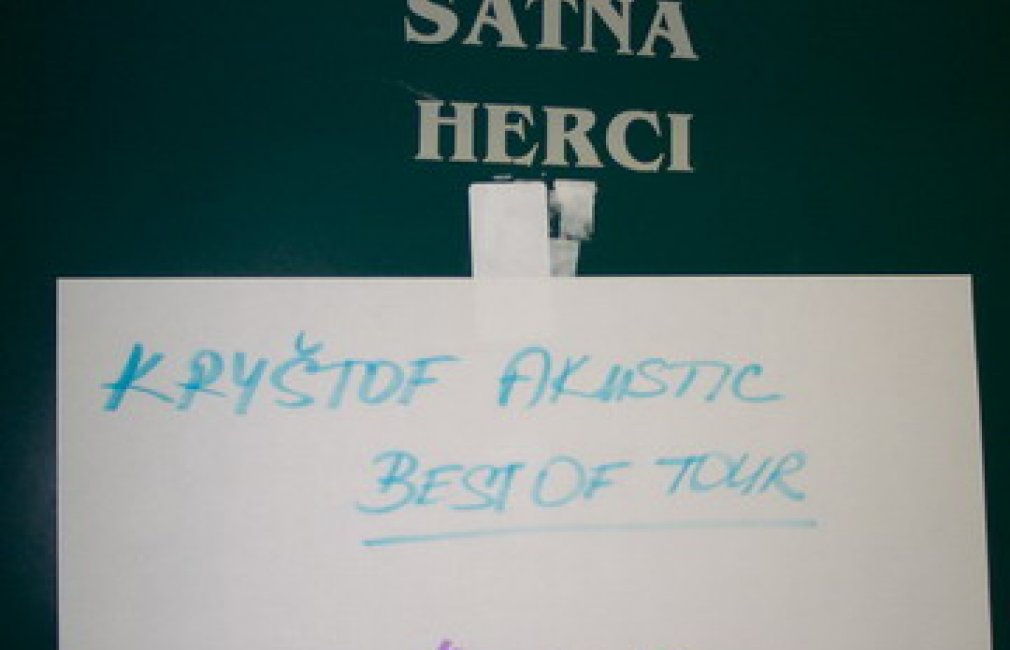 ŠATNA
HERCI
KRYŠTOF AKUSTIC
BEST OF TOUR